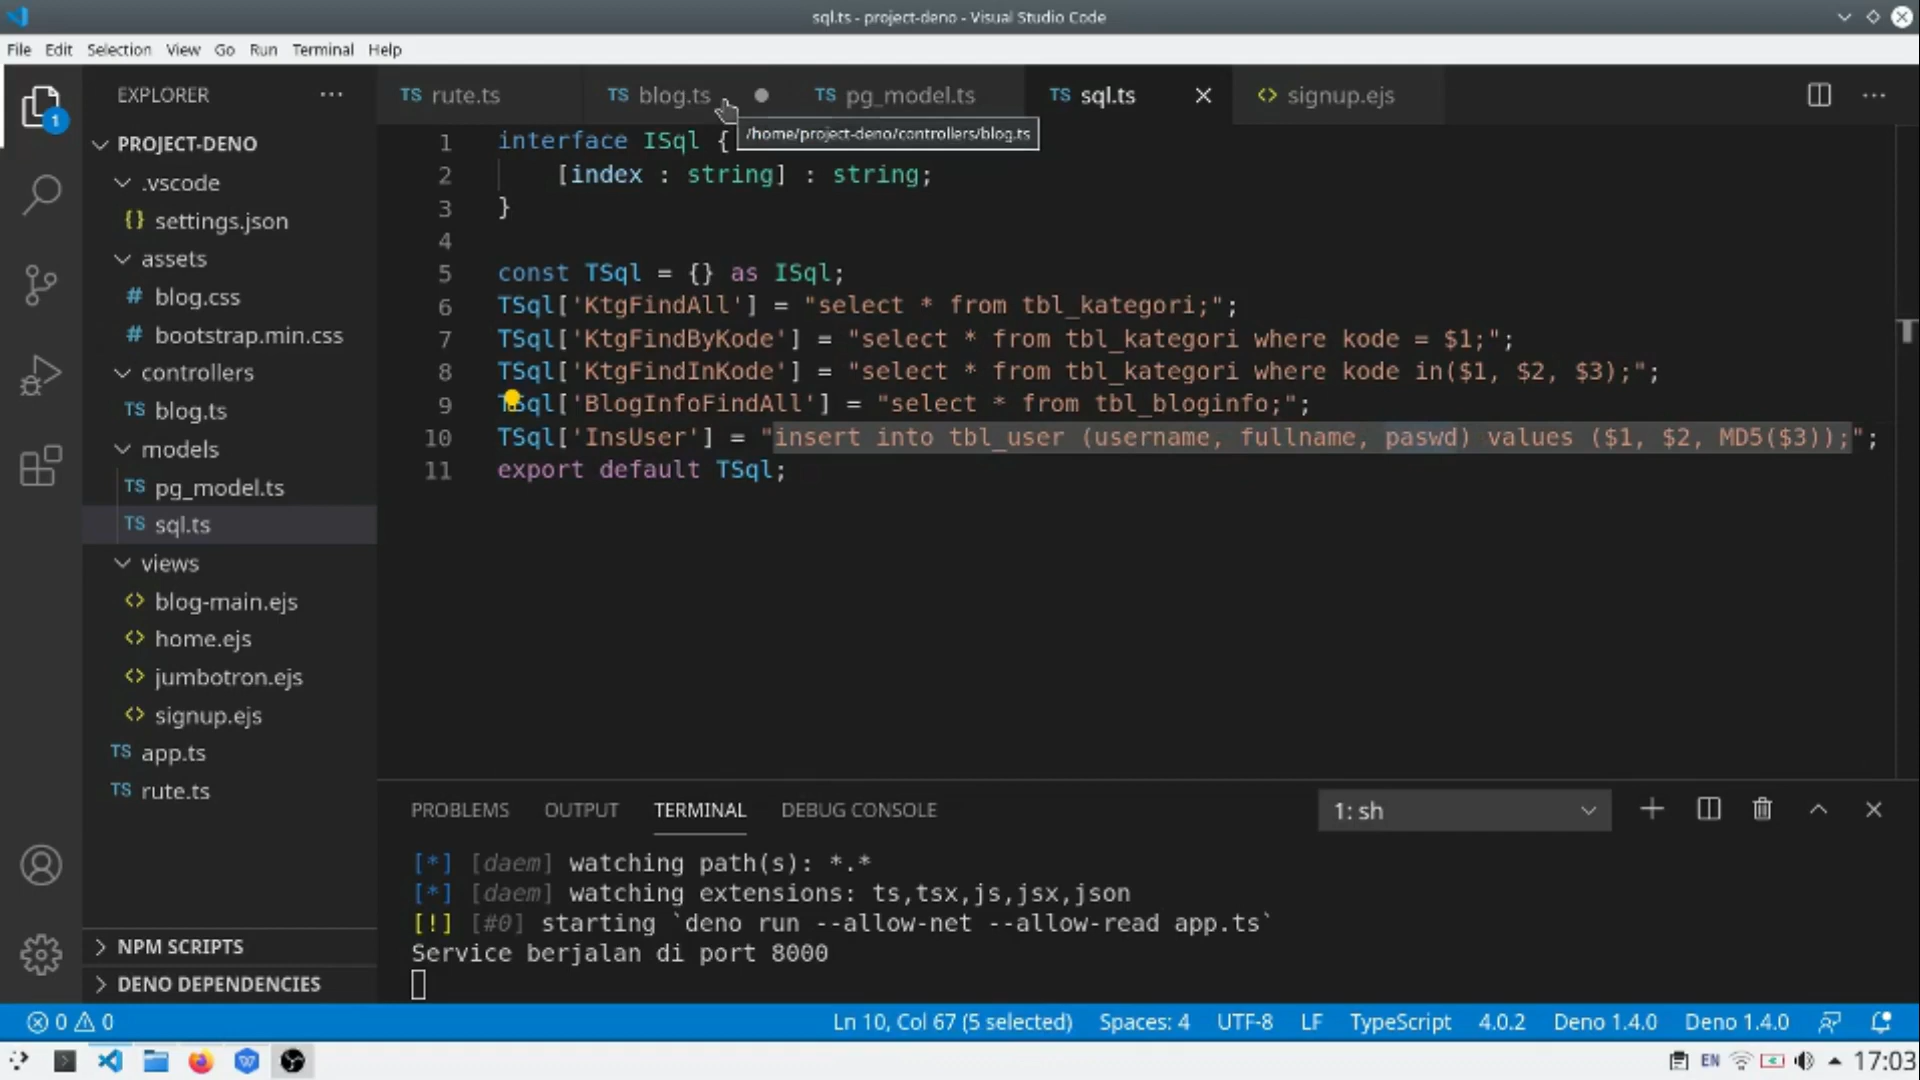 sql.ts - project-deno - Visual Studio Code
File Edit Selection View Go Run Terminal Help
EXPLORER
TS rute.ts
TS blog.ts
TS pg_model.ts
TS sql.ts
<> signup.ejs
/home/project-deno/controllers/blog.ts
1
PROJECT-DENO
.vscode
{} settings.json
assets
# blog.css
# bootstrap.min.css
controllers
TS blog.ts
models
TS pg_model.ts
TS sql.ts
views
<> blog-main.ejs
<> home.ejs
<> jumbotron.ejs
<> signup.ejs
TS app.ts
TS rute.ts
NPM SCRIPTS
DENO DEPENDENCIES
1 interface ISql {
2 [index : string] : string;
3 }
4
5 const TSql = {} as ISql;
6 TSql['KtgFindAll'] = "select * from tbl_kategori;";
7 TSql['KtgFindByKode'] = "select * from tbl_kategori where kode = $1;";
8 TSql['KtgFindInKode'] = "select * from tbl_kategori where kode in($1, $2, $3);";
9 TSql['BlogInfoFindAll'] = "select * from tbl_bloginfo;";
10 TSql['InsUser'] = "insert into tbl_user (username, fullname, paswd) values ($1, $2, MD5($3));";
11 export default TSql;
PROBLEMS OUTPUT TERMINAL DEBUG CONSOLE
1: sh
[*] [daem] watching path(s): *.*
[*] [daem] watching extensions: ts,tsx,js,jsx,json
[!] [#0] starting `deno run --allow-net --allow-read app.ts`
Service berjalan di port 8000
0 0
Ln 10, Col 67 (5 selected) Spaces: 4 UTF-8 LF TypeScript 4.0.2 Deno 1.4.0 Deno 1.4.0
EN 17:03